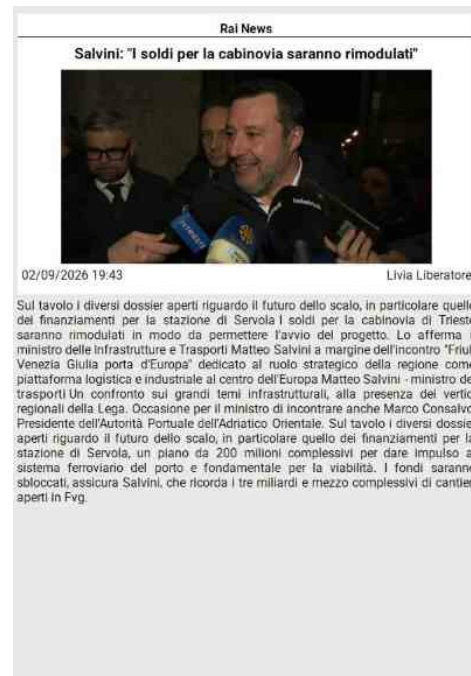 Rai News
Salvini: "I soldi per la cabinovia saranno rimodulati"
02/09/2026 19:43
Livia Liberatore
Sul tavolo i diversi dossier aperti riguardo il futuro dello scalo, in particolare quello
dei finanziamenti per la stazione di Servola I soldi per la cabinovia di Trieste
saranno rimodulati in modo da permettere l'avvio del progetto. Lo afferma i
ministro delle Infrastrutture e Trasporti Matteo Salvini a margine dell'incontro "Friul
Venezia Giulia porta d'Europa" dedicato al ruolo strategico della regione come
piattaforma logistica e industriale al centro dell'Europa Matteo Salvini - ministro de
trasporti Un confronto sui grandi temi infrastrutturali, alla presenza dei vertic
regionali della Lega. Occasione per il ministro di incontrare anche Marco Consalvo
Presidente dell'Autorità Portuale dell'Adriatico Orientale. Sul tavolo i diversi dossie
aperti riguardo il futuro dello scalo, in particolare quello dei finanziamenti per la
stazione di Servola, un piano da 200 milioni complessivi per dare impulso a
sistema ferroviario del porto e fondamentale per la viabilità. I fondi saranno
sbloccati, assicura Salvini, che ricorda i tre miliardi e mezzo complessivi di cantier
aperti in Fvg.